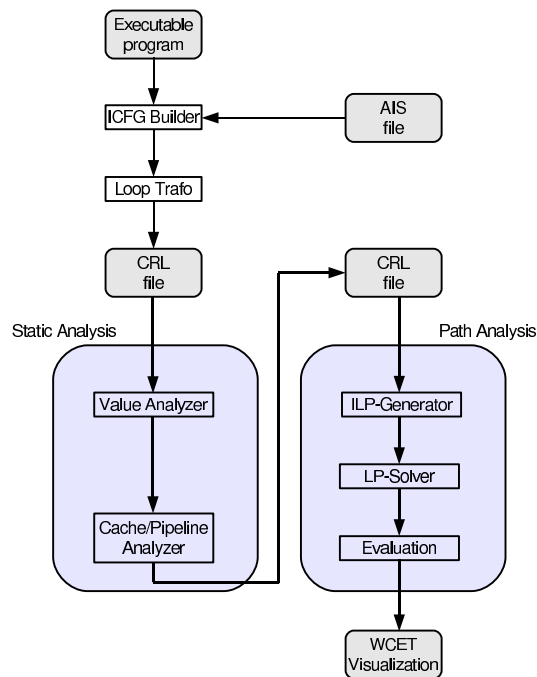 Executable
program
ICFG Builder
AIS
file
Loop Trafo
CRL
file
CRL
file
Static Analysis
Path Analysis
Value Analyzer
ILP-Generator
LP-Solver
Cache/Pipeline
Analyzer
Evaluation
WCET
Visualization